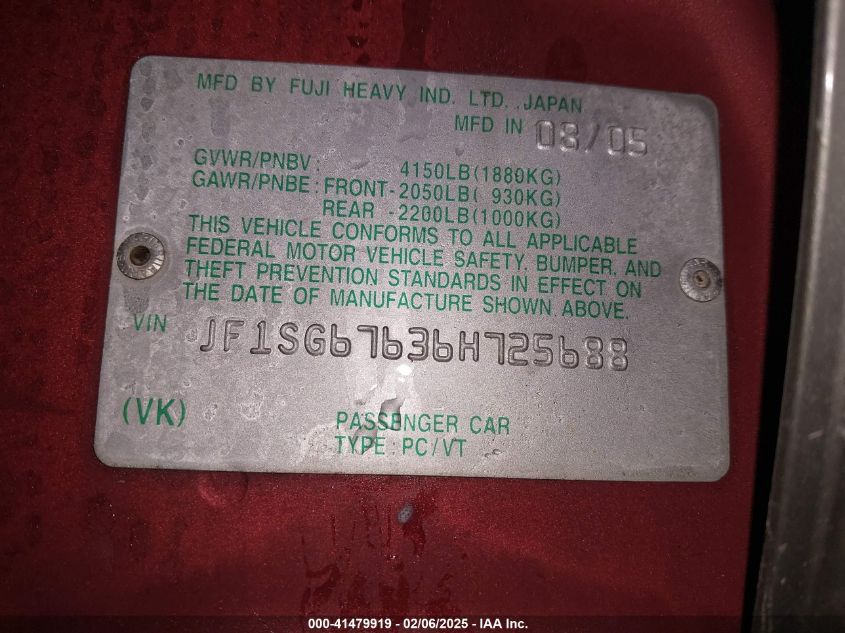 MFD BY FUJI HEAVY IND. LTD. JAPAN
MFD IN 08/05
GVWR/PNBV: 4150LB(1880KG)
GAWR/PNBE: FRONT-2050LB( 930KG)
REAR -2200LB(1000KG)
THIS VEHICLE CONFORMS TO ALL APPLICABLE
FEDERAL MOTOR VEHICLE SAFETY, BUMPER, AND
THEFT PREVENTION STANDARDS IN EFFECT ON
THE DATE OF MANUFACTURE SHOWN ABOVE.
VIN JF1SG67636H725688
(VK) PASSENGER CAR
TYPE: PC/VT
000-41479919 - 02/06/2025 - IAA Inc.